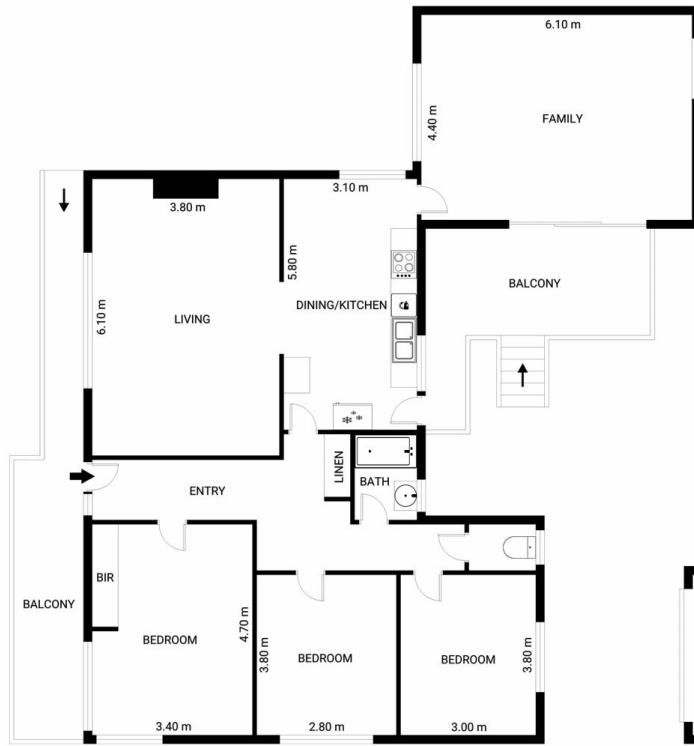 6.10 m
4.40 m
FAMILY
3.10 m
3.80 m
5.80 m
6.10 m
BALCONY
DINING/KITCHEN
LIVING
LINEN
BATH
ENTRY
BIR
BALCONY
BEDROOM
4.70 m
3.80 m
BEDROOM
BEDROOM
3.80 m
3.40 m
2.80 m
3.00 m